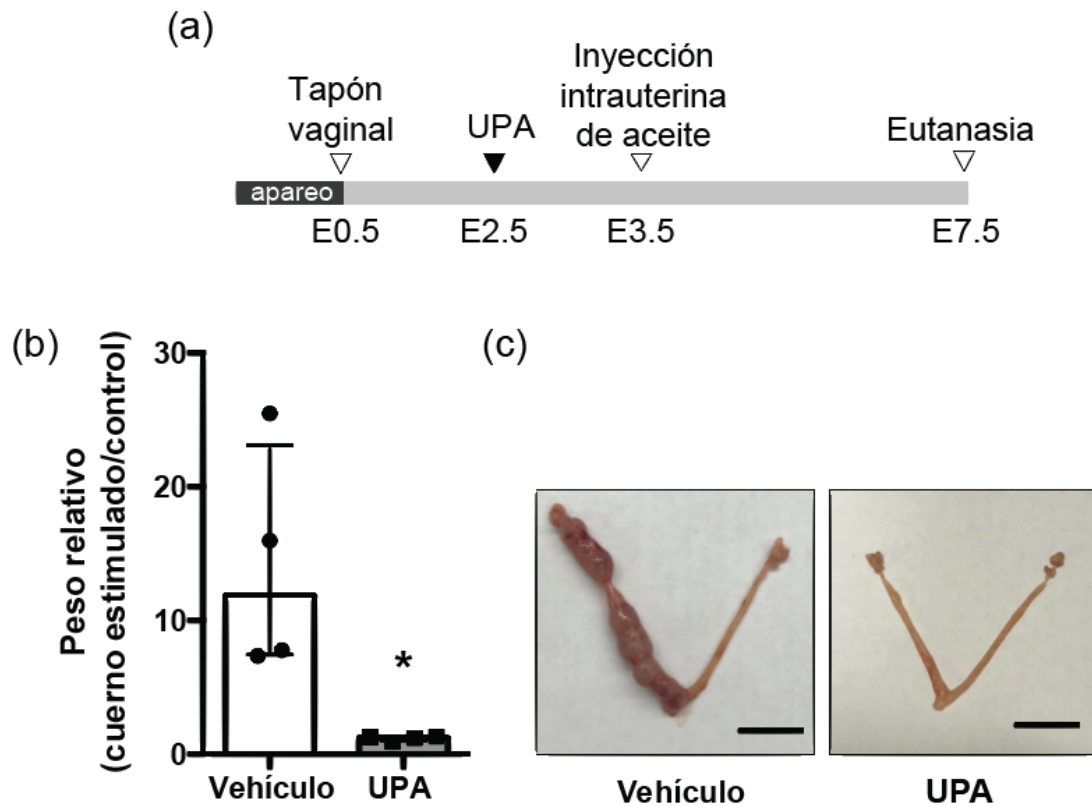 (a)
Tapón
vaginal
UPA
Inyección
intrauterina
de aceite
Eutanasia
apareo
E0.5
E2.5
E3.5
E7.5
(b)
Peso relativo
(cuerno estimulado/control)
30
20
10
0
*
Vehículo
UPA
(c)
Vehículo
UPA